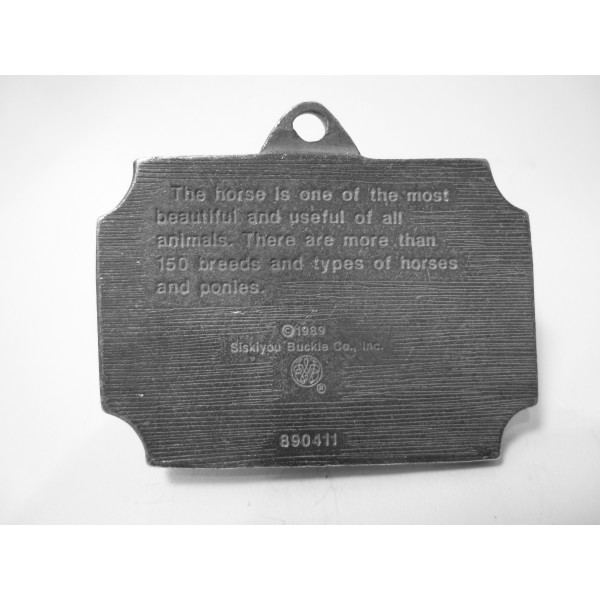 The horse is one of the most
beautiful and useful of all
animals. There are more than
150 breeds and types of horses
and ponies.
©1989
Siskiyou Buckle Co., Inc.
®
890411